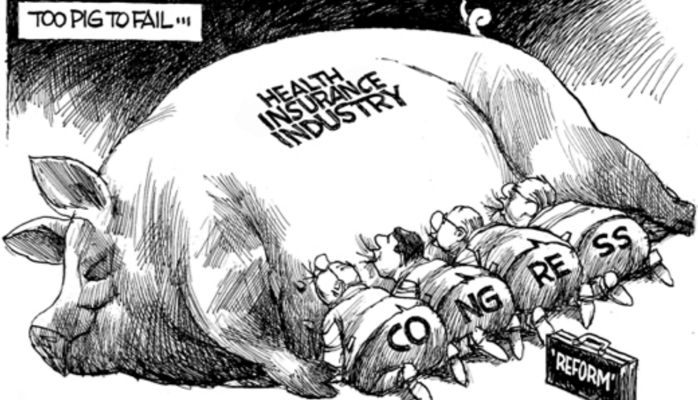 TOO PIG TO FAIL...
HEALTH
INSURANCE
INDUSTRY
CO NG RE SS
'REFORM'